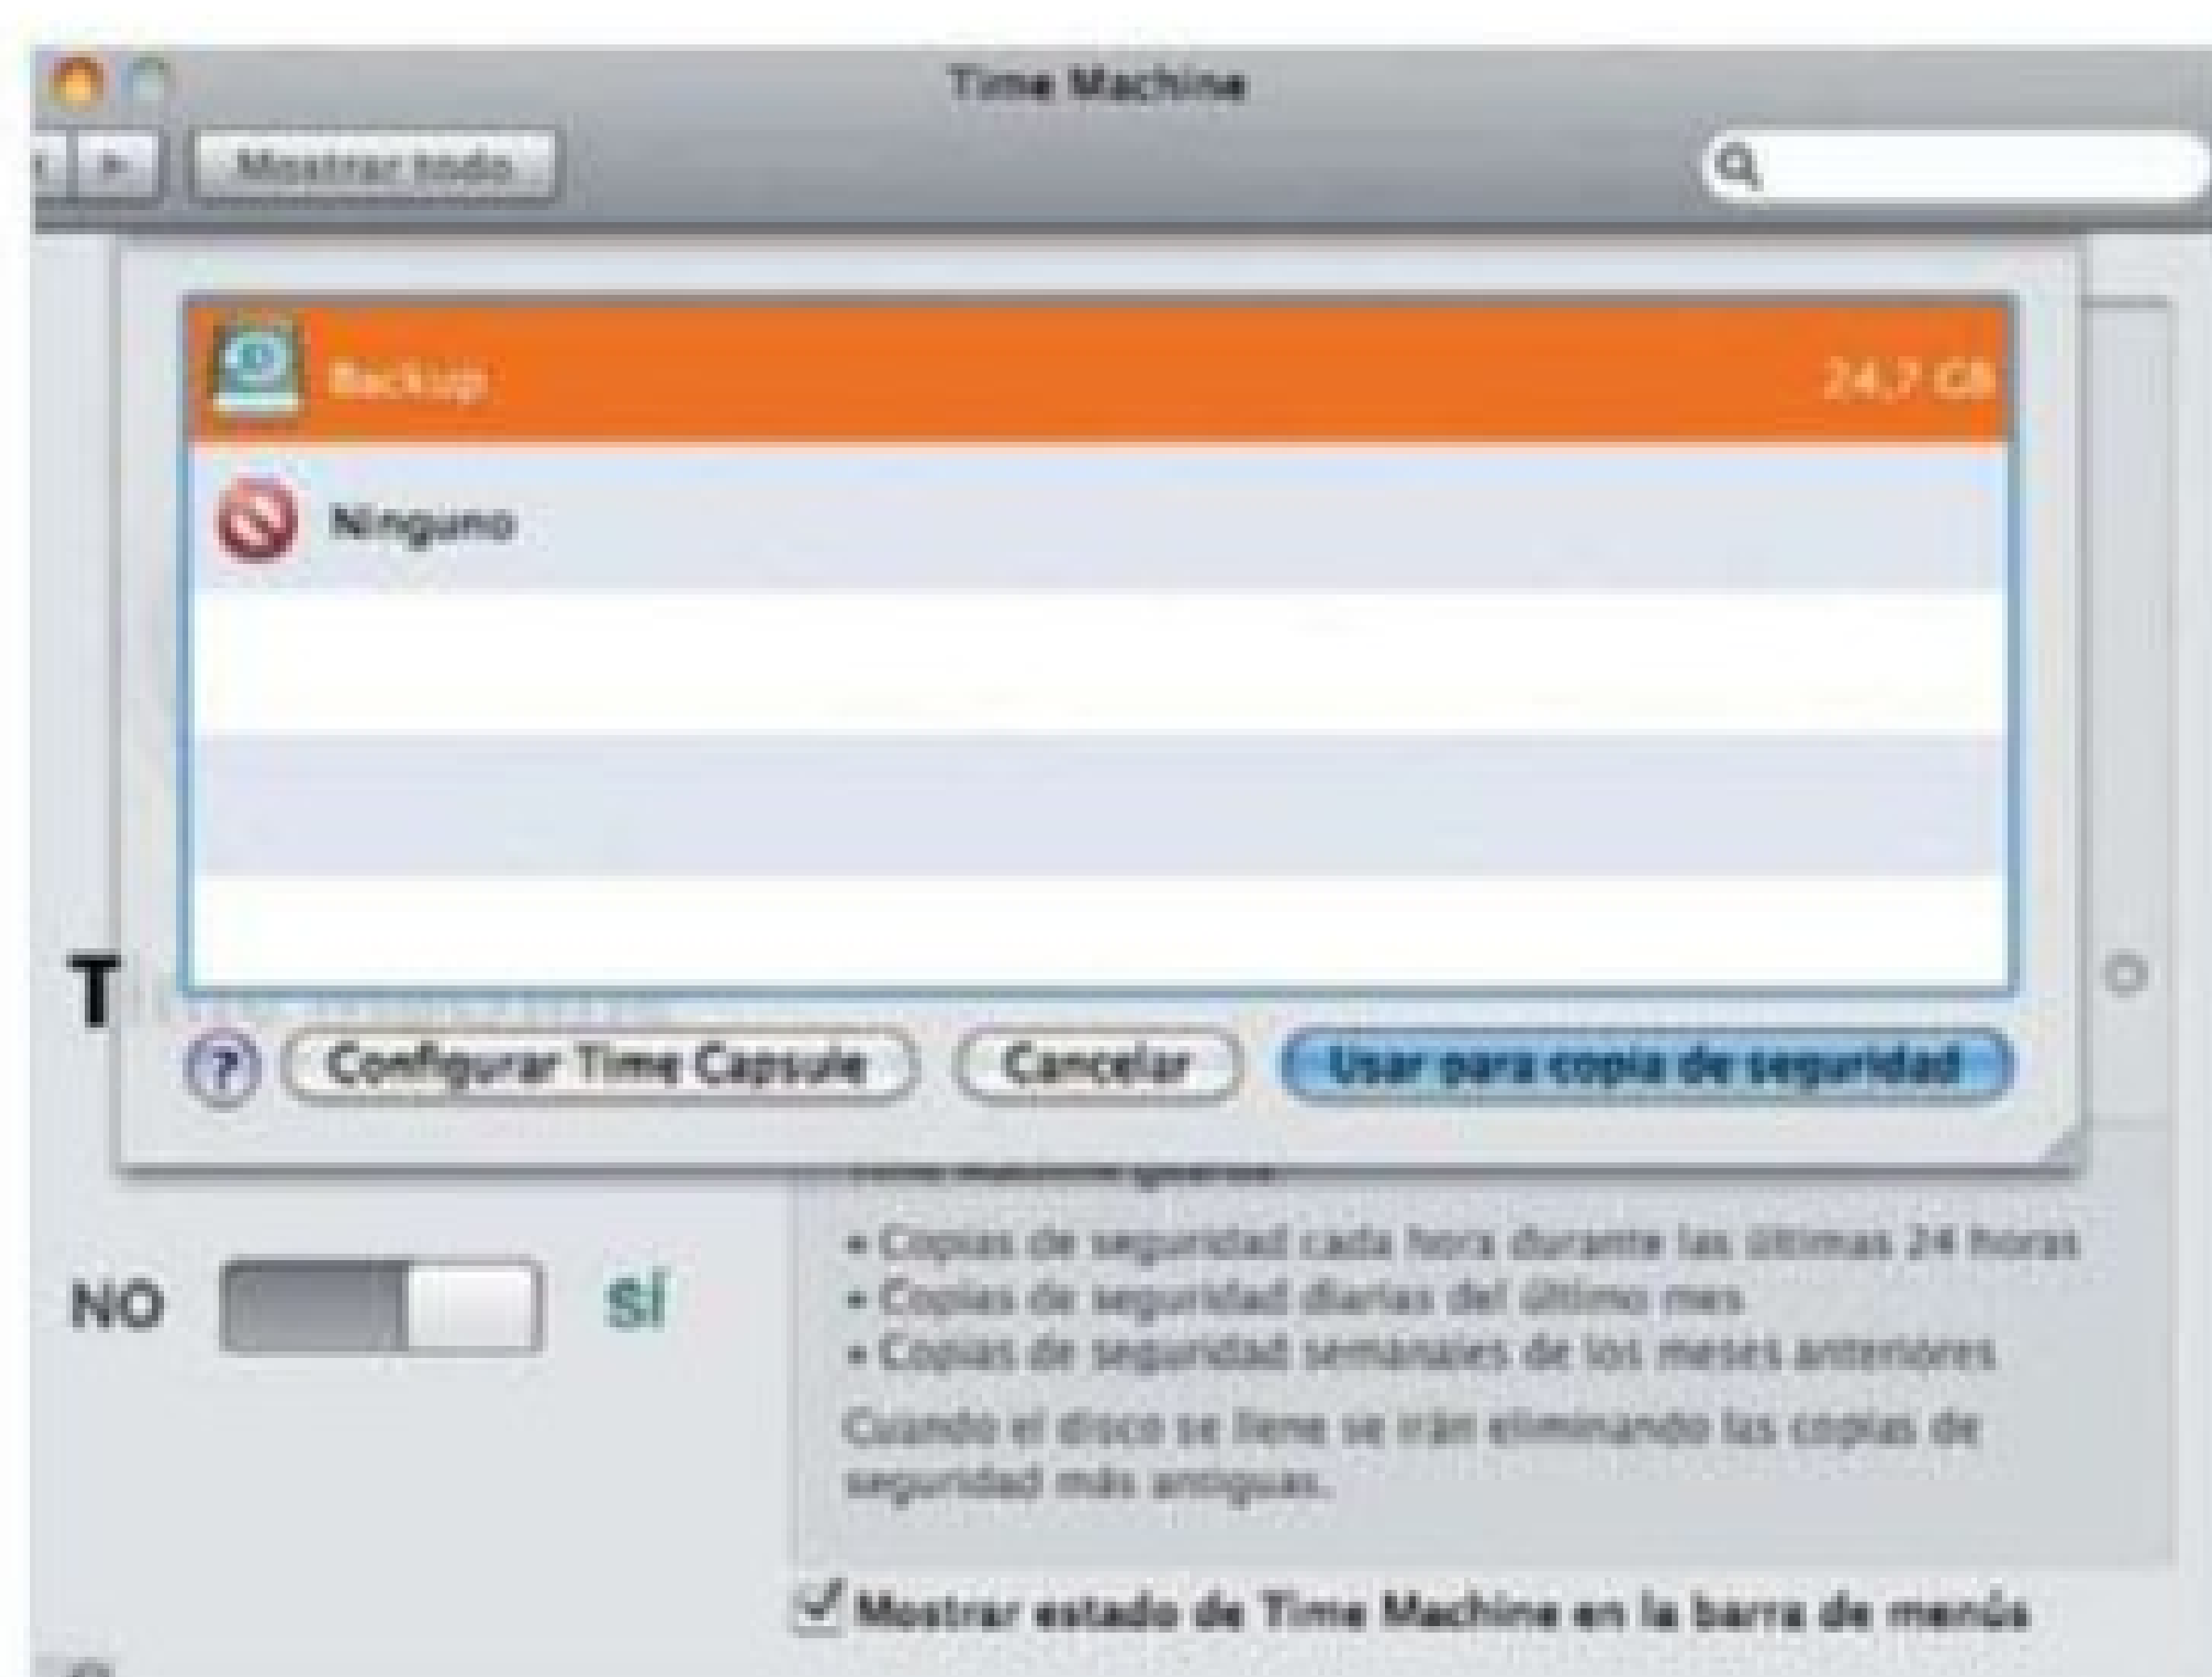 Time Machine
Mostrar todo
Backup 24,7 GB
Ninguno
T
? Configurar Time Capsule Cancelar Usar para copia de seguridad
Time Machine guarda
• Copias de seguridad cada hora durante las últimas 24 horas
NO SÍ
• Copias de seguridad diarias del último mes
• Copias de seguridad semanales de los meses anteriores
Cuando el disco se llene se irán eliminando las copias de
seguridad más antiguas.
Mostrar estado de Time Machine en la barra de menús